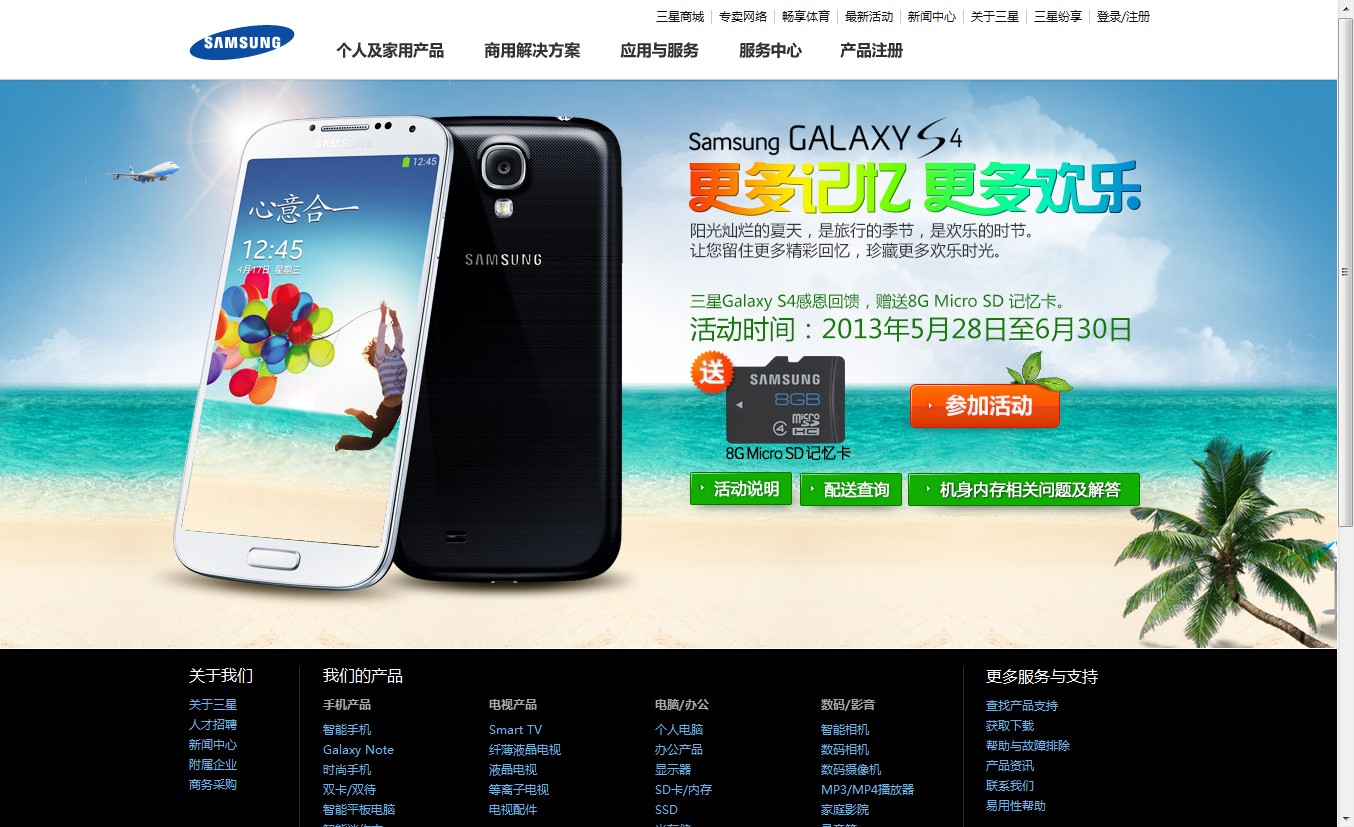 三星商城 专卖网络 畅享体育 最新活动 新闻中心 关于三星 三星纷享 登录/注册
SAMSUNG
个人及家用产品 商用解决方案 应用与服务 服务中心 产品注册
SAMSUNG
12:45
心意合一
12:45
4月17日 星期三
SAMSUNG
Samsung GALAXY S4
更多记忆 更多欢乐
阳光灿烂的夏天，是旅行的季节，是欢乐的时节。
让您留住更多精彩回忆，珍藏更多欢乐时光。
三星Galaxy S4感恩回馈，赠送8G Micro SD 记忆卡。
活动时间：2013年5月28日至6月30日
送
SAMSUNG
8GB
4 micro SD HC
8G Micro SD 记忆卡
参加活动
活动说明 配送查询 机身内存相关问题及解答
关于我们
关于三星
人才招聘
新闻中心
附属企业
商务采购
我们的产品
手机产品
智能手机
Galaxy Note
时尚手机
双卡/双待
智能平板电脑
电视产品
Smart TV
纤薄液晶电视
液晶电视
等离子电视
电视配件
电脑/办公
个人电脑
办公产品
显示器
SD卡/内存
SSD
数码/影音
智能相机
数码相机
数码摄像机
MP3/MP4播放器
家庭影院
更多服务与支持
查找产品支持
获取下载
帮助与故障排除
产品资讯
联系我们
易用性帮助